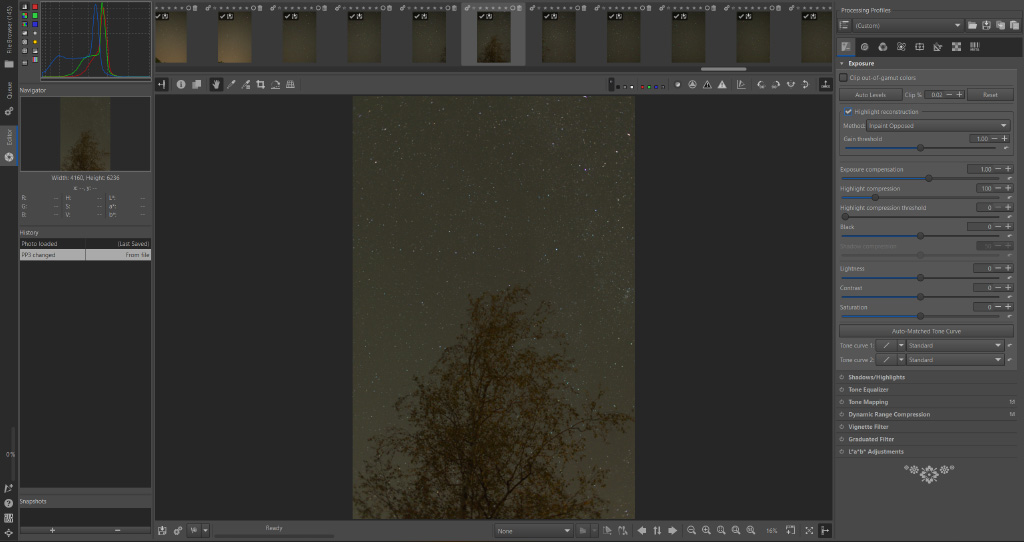 File Browser (145)
Queue
Editor
0%
Navigator
Width: 4160, Height: 6236
x: --, y: --
R: --- H: --- L*: ---
G: --- S: --- a*: ---
B: --- V: --- b*: ---
History
Photo loaded (Last Saved)
PP3 changed From file
Snapshots
Ready
None
16%
Processing Profiles
(Custom)
Exposure
Clip out-of-gamut colors
Auto Levels Clip % 0.02 Reset
Highlight reconstruction
Method: Inpaint Opposed
Gain threshold 1.00
Exposure compensation 1.00
Highlight compression 100
Highlight compression threshold 0
Black 0
Shadow compression 50
Lightness 0
Contrast 0
Saturation 0
Auto-Matched Tone Curve
Tone curve 1: Standard
Tone curve 2: Standard
Shadows/Highlights
Tone Equalizer
Tone Mapping
Dynamic Range Compression
Vignette Filter
Graduated Filter
L*a*b* Adjustments